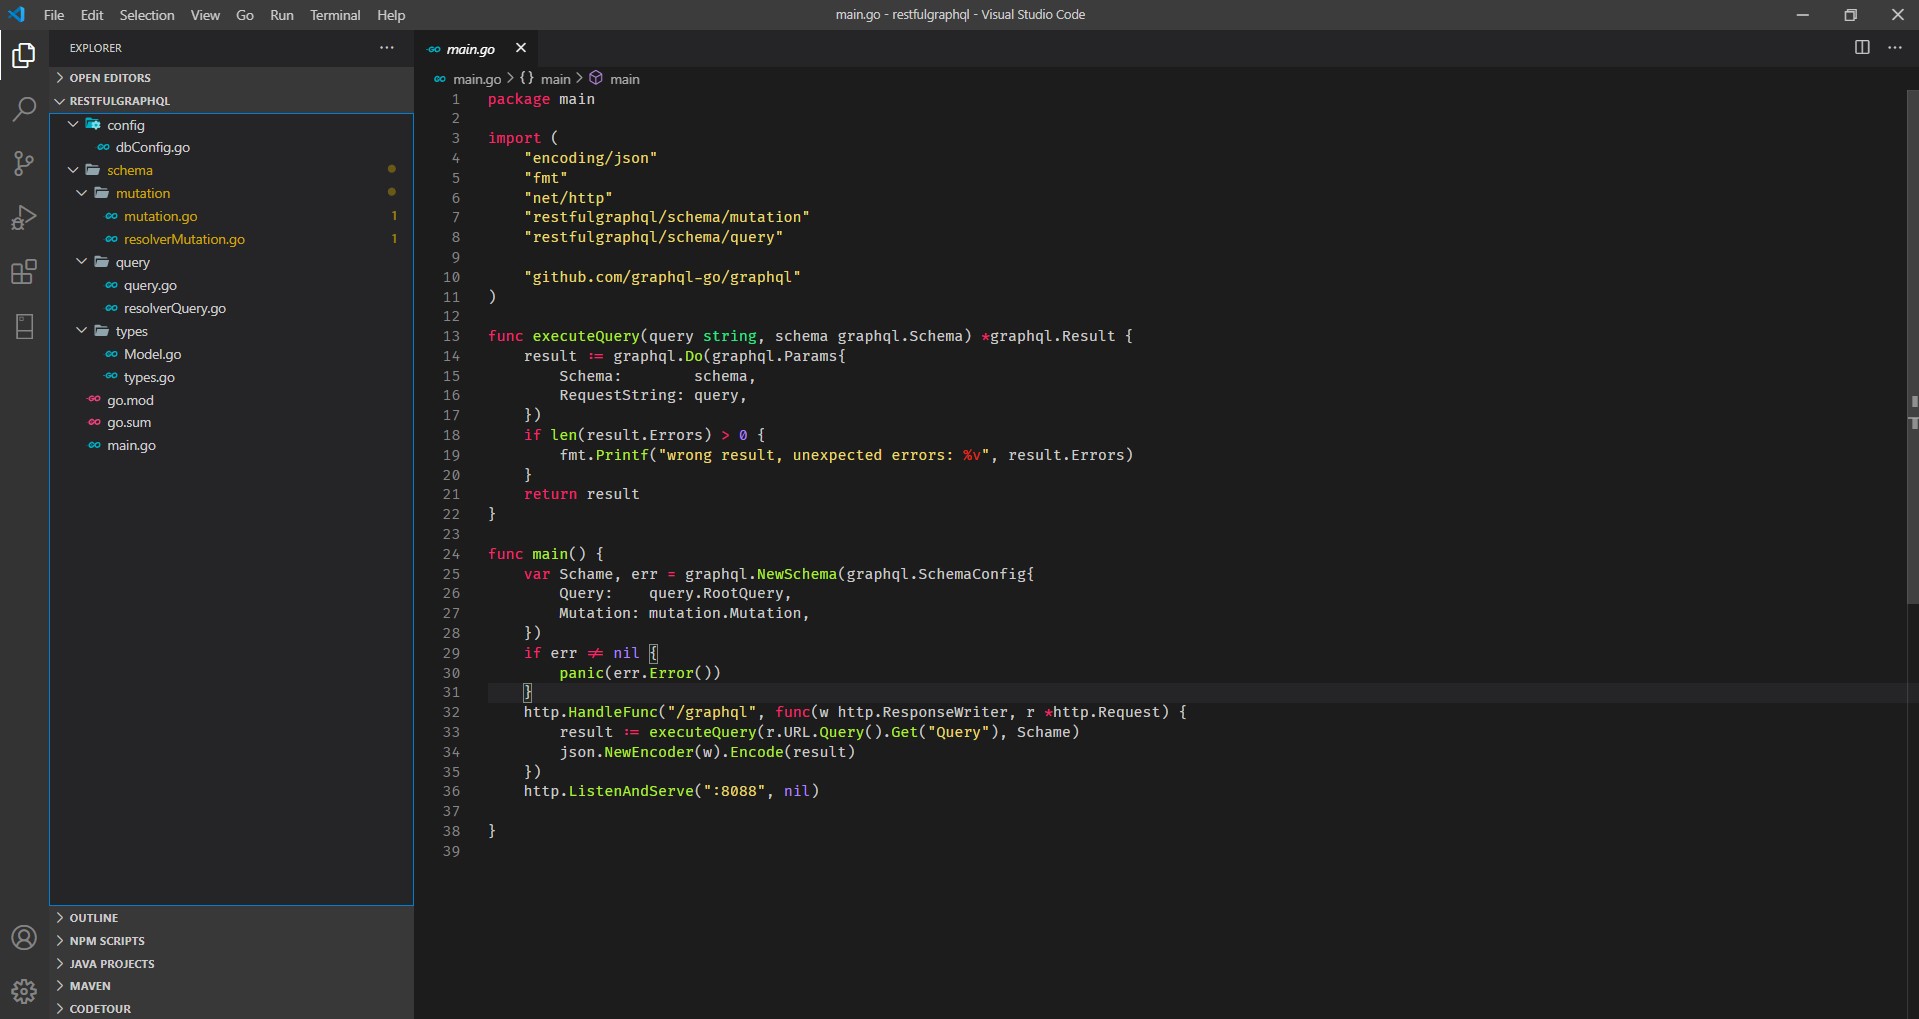 File Edit Selection View Go Run Terminal Help
main.go - restfulgraphql - Visual Studio Code
EXPLORER
OPEN EDITORS
RESTFULGRAPHQL
config
dbConfig.go
schema
mutation
mutation.go 1
resolverMutation.go 1
query
query.go
resolverQuery.go
types
Model.go
types.go
go.mod
go.sum
main.go
OUTLINE
NPM SCRIPTS
JAVA PROJECTS
MAVEN
CODETOUR
main.go
main.go > {} main > main
1 package main
2
3 import (
4     "encoding/json"
5     "fmt"
6     "net/http"
7     "restfulgraphql/schema/mutation"
8     "restfulgraphql/schema/query"
9
10     "github.com/graphql-go/graphql"
11 )
12
13 func executeQuery(query string, schema graphql.Schema) *graphql.Result {
14     result := graphql.Do(graphql.Params{
15         Schema:        schema,
16         RequestString: query,
17     })
18     if len(result.Errors) > 0 {
19         fmt.Printf("wrong result, unexpected errors: %v", result.Errors)
20     }
21     return result
22 }
23
24 func main() {
25     var Schame, err = graphql.NewSchema(graphql.SchemaConfig{
26         Query:    query.RootQuery,
27         Mutation: mutation.Mutation,
28     })
29     if err != nil {
30         panic(err.Error())
31     }
32     http.HandleFunc("/graphql", func(w http.ResponseWriter, r *http.Request) {
33         result := executeQuery(r.URL.Query().Get("Query"), Schame)
34         json.NewEncoder(w).Encode(result)
35     })
36     http.ListenAndServe(":8088", nil)
37
38 }
39